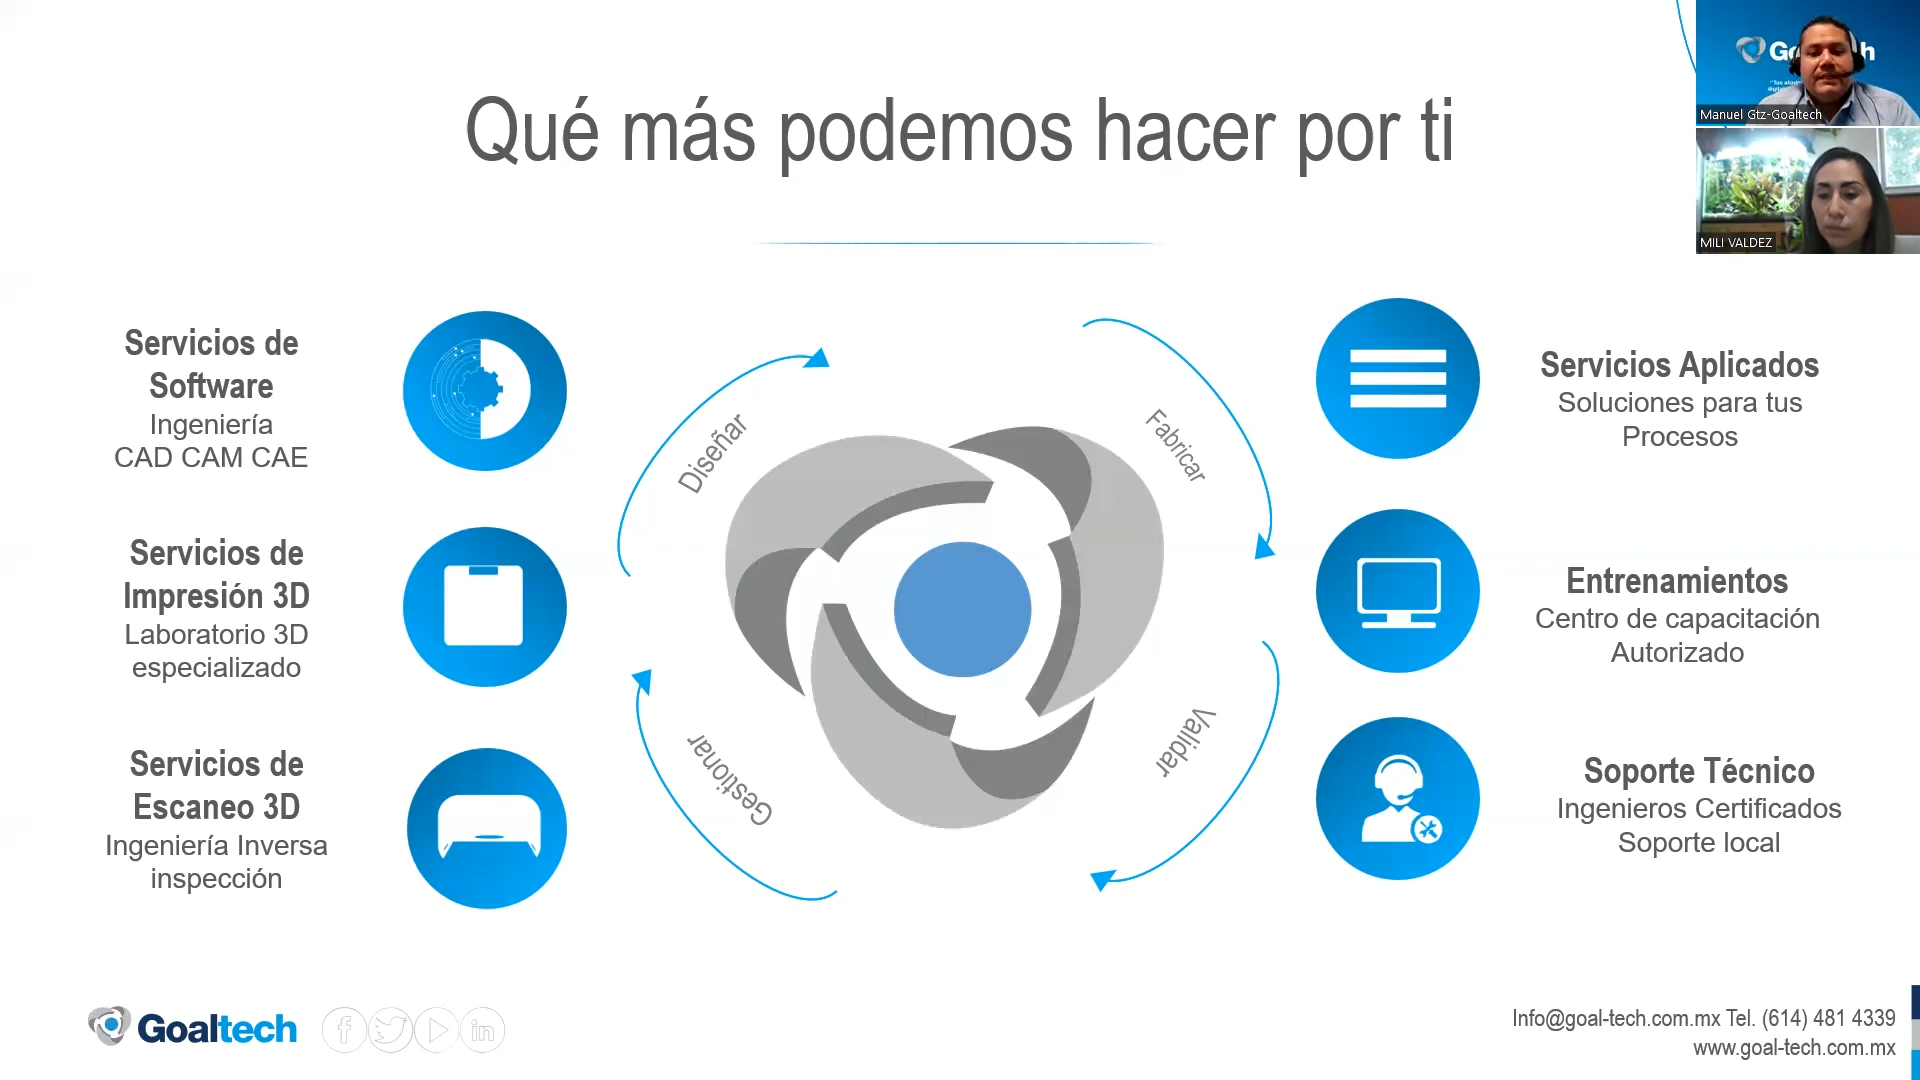 Qué más podemos hacer por ti
Goaltech
Manuel Gtz-Goaltech
MILI VALDEZ
Servicios de
Software
Ingeniería
CAD CAM CAE
Servicios de
Impresión 3D
Laboratorio 3D
especializado
Servicios de
Escaneo 3D
Ingeniería Inversa
inspección
Diseñar
Fabricar
Validar
Gestionar
Servicios Aplicados
Soluciones para tus
Procesos
Entrenamientos
Centro de capacitación
Autorizado
Soporte Técnico
Ingenieros Certificados
Soporte local
Goaltech
Info@goal-tech.com.mx Tel. (614) 481 4339
www.goal-tech.com.mx